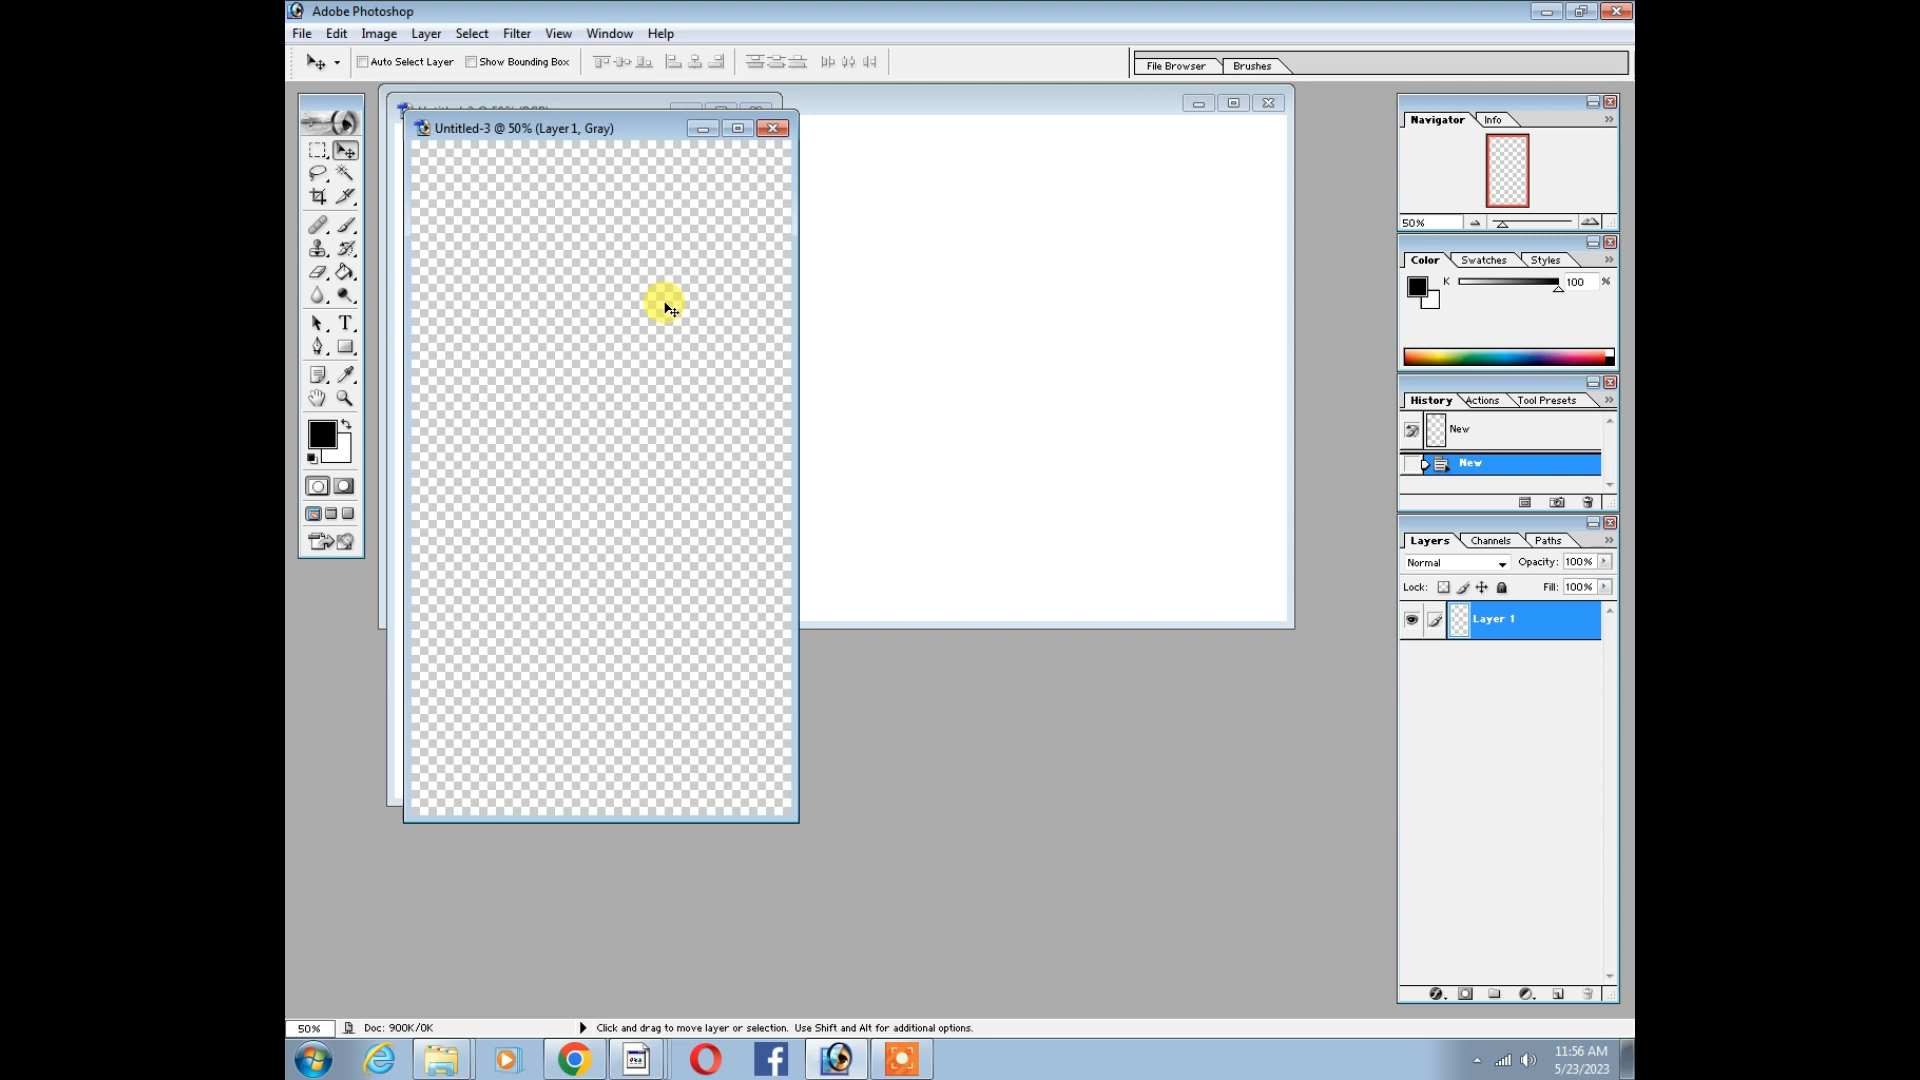 Adobe Photoshop
File Edit Image Layer Select Filter View Window Help
Auto Select Layer Show Bounding Box
File Browser Brushes
Untitled-3 @ 50% (Layer 1, Gray)
Navigator Info
50%
Color Swatches Styles
K 100 %
T
History Actions Tool Presets
New
New
Layers Channels Paths
Normal Opacity: 100%
Lock: Fill: 100%
Layer 1
50% Doc: 900K/0K Click and drag to move layer or selection. Use Shift and Alt for additional options.
11:56 AM
5/23/2023